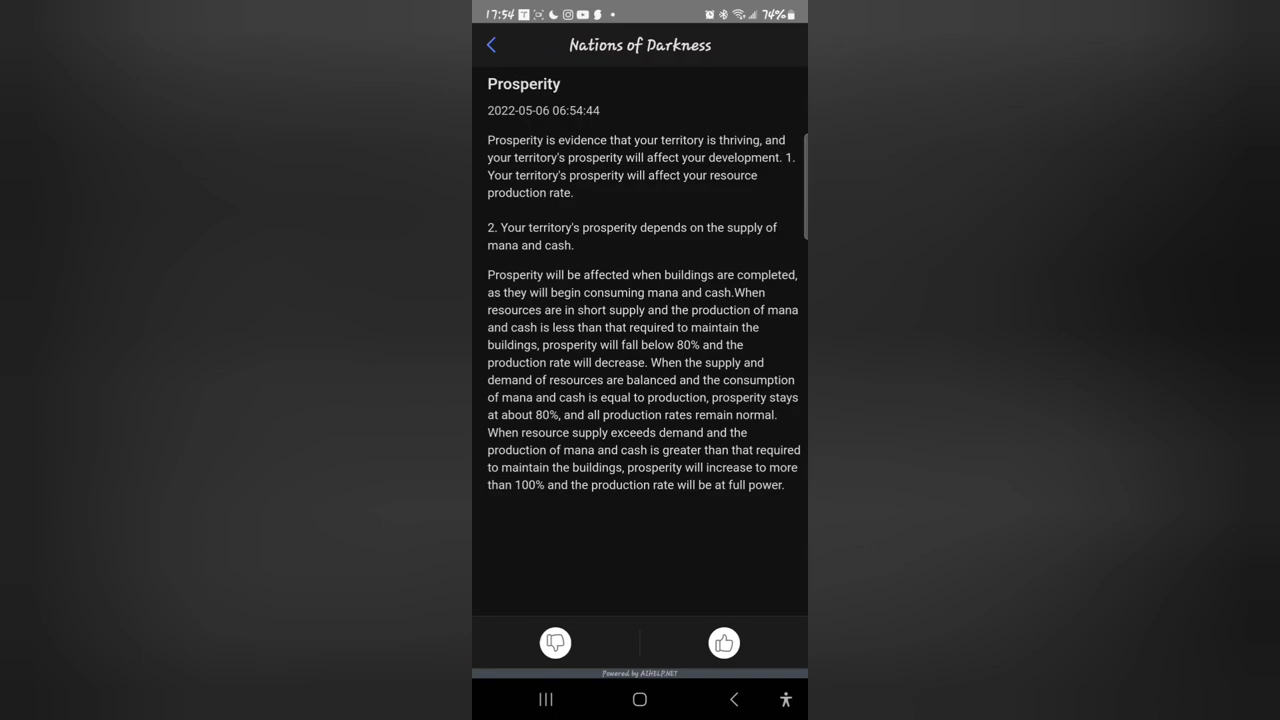 17:54
74%
Nations of Darkness
Prosperity
2022-05-06 06:54:44
Prosperity is evidence that your territory is thriving, and
your territory's prosperity will affect your development. 1.
Your territory's prosperity will affect your resource
production rate.
2. Your territory's prosperity depends on the supply of
mana and cash.
Prosperity will be affected when buildings are completed,
as they will begin consuming mana and cash.When
resources are in short supply and the production of mana
and cash is less than that required to maintain the
buildings, prosperity will fall below 80% and the
production rate will decrease. When the supply and
demand of resources are balanced and the consumption
of mana and cash is equal to production, prosperity stays
at about 80%, and all production rates remain normal.
When resource supply exceeds demand and the
production of mana and cash is greater than that required
to maintain the buildings, prosperity will increase to more
than 100% and the production rate will be at full power.
Powered by AIHELP.NET